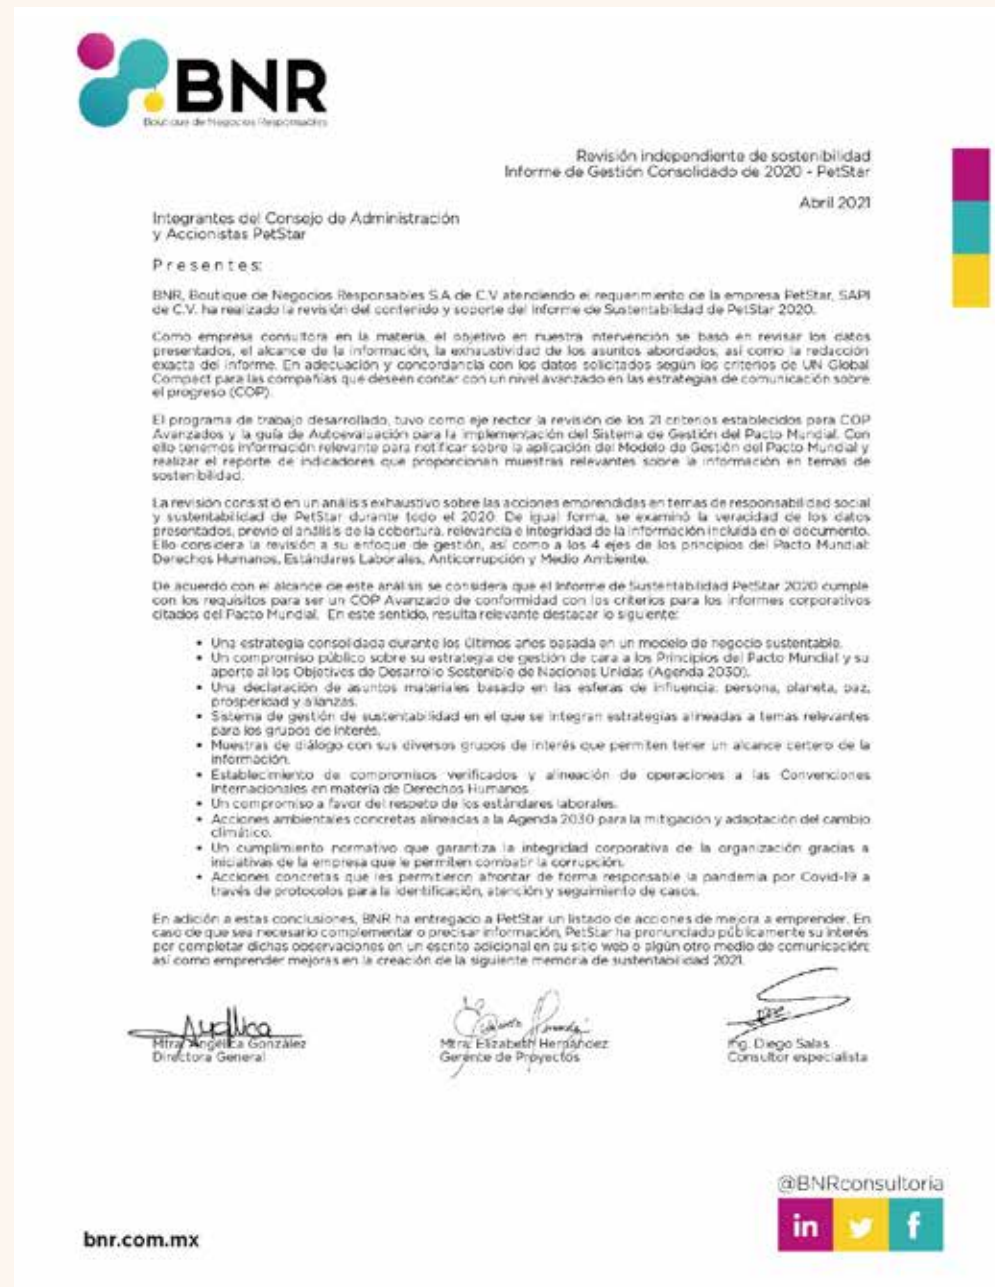 BNR
Boutique de Negocios Responsables
Revisión independiente de sostenibilidad
Informe de Gestión Consolidado de 2020 - PetStar
Abril 2021
Integrantes del Consejo de Administración
y Accionistas PetStar
Presentes:
BNR, Boutique de Negocios Responsables S.A de C.V atendiendo el requerimiento de la empresa PetStar, SAPI
de C.V. ha realizado la revisión del contenido y soporte del Informe de Sustentabilidad de PetStar 2020.
Como empresa consultora en la materia, el objetivo en nuestra intervención se basó en revisar los datos
presentados, el alcance de la información, la exhaustividad de los asuntos abordados, así como la redacción
exacta del informe. En adecuación y concordancia con los datos solicitados según los criterios de UN Global
Compact para las compañías que deseen contar con un nivel avanzado en las estrategias de comunicación sobre
el progreso (COP).
El programa de trabajo desarrollado, tuvo como eje rector la revisión de los 21 criterios establecidos para COP
Avanzados y la guía de Autoevaluación para la implementación del Sistema de Gestión del Pacto Mundial. Con
ello tenemos información relevante para notificar sobre la aplicación del Modelo de Gestión del Pacto Mundial y
realizar el reporte de indicadores que proporcionan muestras relevantes sobre la información en temas de
sostenibilidad.
La revisión consistió en un análisis exhaustivo sobre las acciones emprendidas en temas de responsabilidad social
y sustentabilidad de PetStar durante todo el 2020. De igual forma, se examinó la veracidad de los datos
presentados, previo el análisis de la cobertura, relevancia e integridad de la información incluida en el documento.
Ello considera la revisión a su enfoque de gestión, así como a los 4 ejes de los principios del Pacto Mundial:
Derechos Humanos, Estándares Laborales, Anticorrupción y Medio Ambiente.
De acuerdo con el alcance de este análisis se considera que el Informe de Sustentabilidad PetStar 2020 cumple
con los requisitos para ser un COP Avanzado de conformidad con los criterios para los informes corporativos
citados del Pacto Mundial. En este sentido, resulta relevante destacar lo siguiente:
• Una estrategia consolidada durante los últimos años basada en un modelo de negocio sustentable.
• Un compromiso público sobre su estrategia de gestión de cara a los Principios del Pacto Mundial y su
aporte al los Objetivos de Desarrollo Sostenible de Naciones Unidas (Agenda 2030).
• Una declaración de asuntos materiales basado en las esferas de influencia: persona, planeta, paz,
prosperidad y alianzas.
• Sistema de gestión de sustentabilidad en el que se integran estrategias alineadas a temas relevantes
para los grupos de interés.
• Muestras de diálogo con sus diversos grupos de interés que permiten tener un alcance certero de la
información.
• Establecimiento de compromisos verificados y alineación de operaciones a las Convenciones
Internacionales en materia de Derechos Humanos.
• Un compromiso a favor del respeto de los estándares laborales.
• Acciones ambientales concretas alineadas a la Agenda 2030 para la mitigación y adaptación del cambio
climático.
• Un cumplimiento normativo que garantiza la integridad corporativa de la organización gracias a
iniciativas de la empresa que le permiten combatir la corrupción.
• Acciones concretas que les permitieron afrontar de forma responsable la pandemia por Covid-19 a
través de protocolos para la identificación, atención y seguimiento de casos.
En adición a estas conclusiones, BNR ha entregado a PetStar un listado de acciones de mejora a emprender. En
caso de que sea necesario complementar o precisar información, PetStar ha pronunciado públicamente su interés
por completar dichas observaciones en un escrito adicional en su sitio web o algún otro medio de comunicación;
así como emprender mejoras en la creación de la siguiente memoria de sustentabilidad 2021.
Mtra. Angélica González
Directora General
Mtra. Elizabeth Hernández
Gerente de Proyectos
Ing. Diego Salas
Consultor especialista
@BNRconsultoria
in f
bnr.com.mx